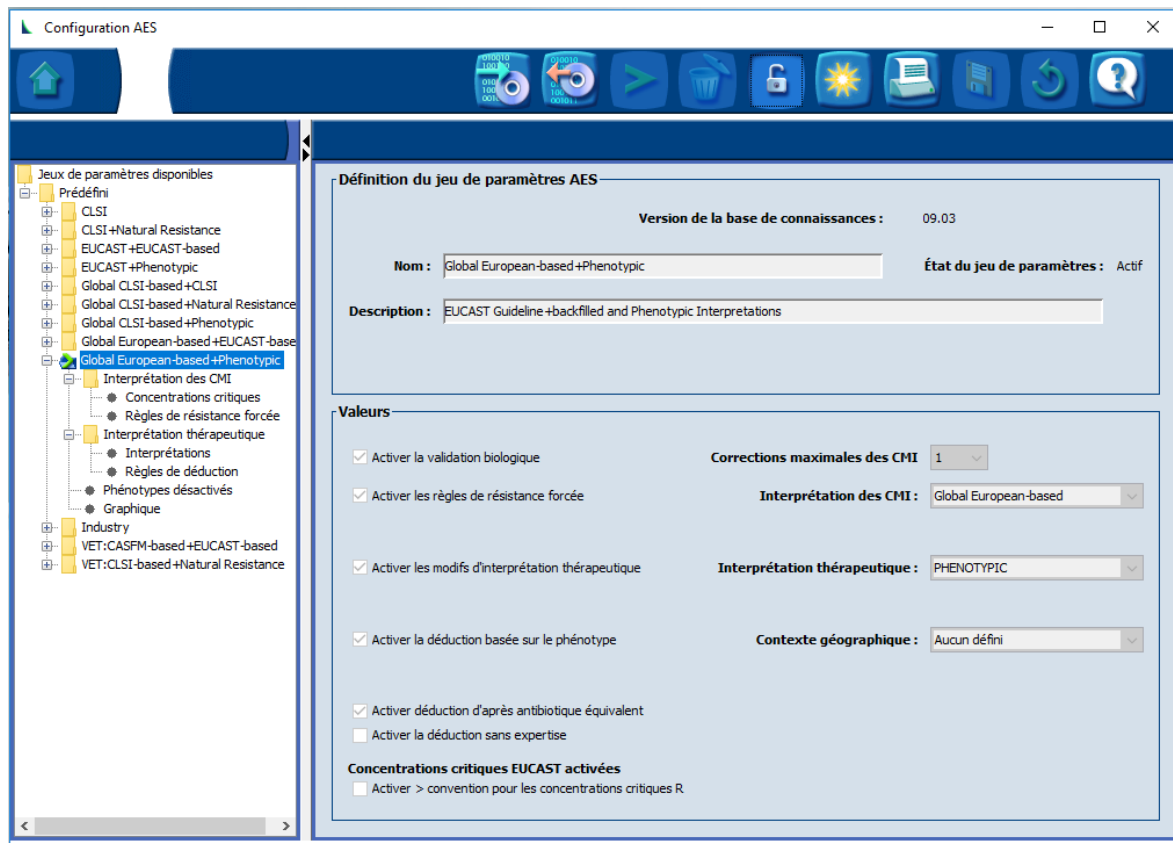 Configuration AES
Jeux de paramètres disponibles
Prédéfini
CLSI
CLSI+Natural Resistance
EUCAST+EUCAST-based
EUCAST+Phenotypic
Global CLSI-based+CLSI
Global CLSI-based+Natural Resistance
Global CLSI-based+Phenotypic
Global European-based+EUCAST-base
Global European-based+Phenotypic
Interprétation des CMI
Concentrations critiques
Règles de résistance forcée
Interprétation thérapeutique
Interprétations
Règles de déduction
Phénotypes désactivés
Graphique
Industry
VET:CASFM-based+EUCAST-based
VET:CLSI-based+Natural Resistance
Définition du jeu de paramètres AES
Version de la base de connaissances : 09.03
Nom : Global European-based+Phenotypic État du jeu de paramètres : Actif
Description : EUCAST Guideline+backfilled and Phenotypic Interpretations
Valeurs
Activer la validation biologique Corrections maximales des CMI 1
Activer les règles de résistance forcée Interprétation des CMI : Global European-based
Activer les modifs d'interprétation thérapeutique Interprétation thérapeutique : PHENOTYPIC
Activer la déduction basée sur le phénotype Contexte géographique : Aucun défini
Activer déduction d'après antibiotique équivalent
Activer la déduction sans expertise
Concentrations critiques EUCAST activées
Activer > convention pour les concentrations critiques R